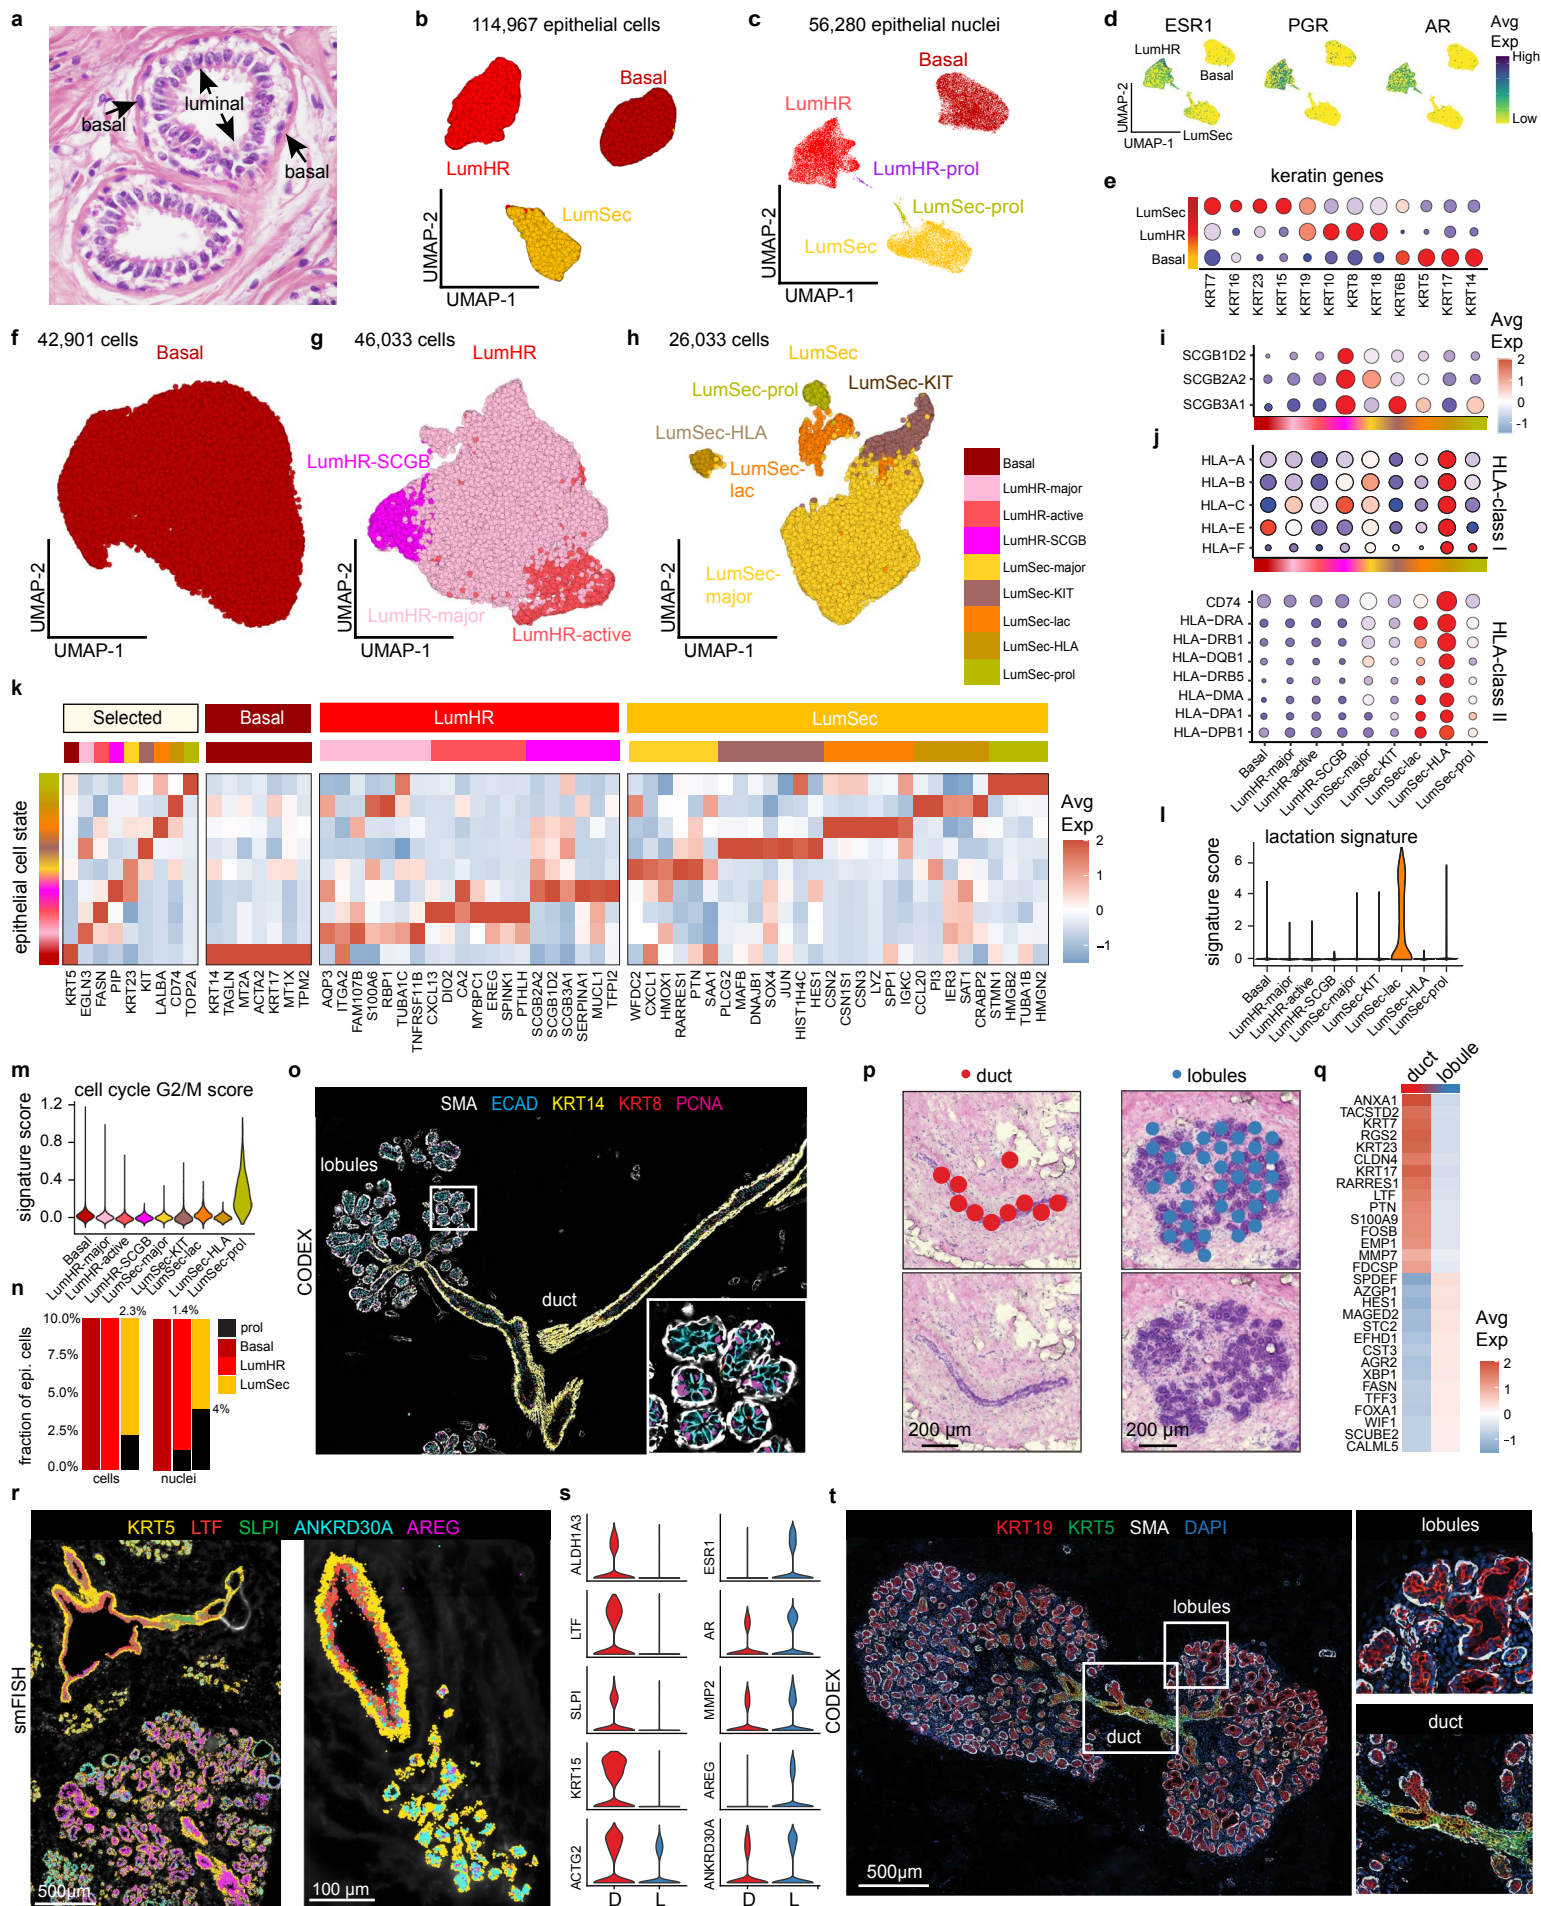 a
luminal
basal
basal
b
114,967 epithelial cells
Basal
LumHR
LumSec
UMAP-2
UMAP-1
c
56,280 epithelial nuclei
Basal
LumHR
LumHR-prol
LumSec-prol
LumSec
UMAP-2
UMAP-1
d
ESR1
PGR
AR
Avg
Exp
High
Low
LumHR
Basal
LumSec
UMAP-2
UMAP-1
e
keratin genes
LumSec
LumHR
Basal
KRT7
KRT16
KRT23
KRT15
KRT19
KRT10
KRT8
KRT18
KRT6B
KRT5
KRT17
KRT14
f
42,901 cells
Basal
UMAP-2
UMAP-1
g
46,033 cells
LumHR
LumHR-SCGB
LumHR-major
LumHR-active
UMAP-2
UMAP-1
h
26,033 cells
LumSec
LumSec-prol
LumSec-KIT
LumSec-HLA
LumSec-
lac
LumSec-
major
UMAP-2
UMAP-1
Basal
LumHR-major
LumHR-active
LumHR-SCGB
LumSec-major
LumSec-KIT
LumSec-lac
LumSec-HLA
LumSec-prol
i
SCGB1D2
SCGB2A2
SCGB3A1
Avg
Exp
2
1
0
-1
j
HLA-A
HLA-B
HLA-C
HLA-E
HLA-F
HLA-class I
CD74
HLA-DRA
HLA-DRB1
HLA-DQB1
HLA-DRB5
HLA-DMA
HLA-DPA1
HLA-DPB1
HLA-class II
Basal
LumHR-major
LumHR-active
LumHR-SCGB
LumSec-major
LumSec-KIT
LumSec-lac
LumSec-HLA
LumSec-prol
k
Selected
Basal
LumHR
LumSec
epithelial cell state
KRT5
EGLN3
FASN
PIP
KRT23
KIT
LALBA
CD74
TOP2A
KRT14
TAGLN
MT2A
ACTA2
KRT17
MT1X
TPM2
AQP3
ITGA2
FAM107B
S100A6
RBP1
TUBA1C
TNFRSF11B
CXCL13
DIO2
CA2
MYBPC1
EREG
SPINK1
PTHLH
SCGB2A2
SCGB1D2
SCGB3A1
SERPINA1
MUCL1
TFPI2
WFDC2
CXCL1
HMOX1
RARRES1
PTN
SAA1
PLCG2
MAFB
DNAJB1
SOX4
JUN
HIST1H4C
HES1
CSN2
CSN1S1
CSN3
LYZ
SPP1
IGKC
CCL20
PI3
IER3
SAT1
CRABP2
STMN1
HMGB2
TUBA1B
HMGN2
Avg
Exp
2
1
0
-1
l
lactation signature
signature score
6
2
0
Basal
LumHR-major
LumHR-active
LumHR-SCGB
LumSec-major
LumSec-KIT
LumSec-lac
LumSec-HLA
LumSec-prol
m
cell cycle G2/M score
signature score
1.2
0.8
0.4
0.0
Basal
LumHR-major
LumHR-active
LumHR-SCGB
LumSec-major
LumSec-KIT
LumSec-lac
LumSec-HLA
LumSec-prol
n
fraction of epi. cells
10.0%
7.5%
5.0%
2.5%
0.0%
2.3%
1.4%
4%
cells
nuclei
prol
Basal
LumHR
LumSec
o
CODEX
SMA ECAD KRT14 KRT8 PCNA
lobules
duct
p
duct
lobules
200 µm
200 µm
q
duct
lobule
ANXA1
TACSTD2
KRT7
RGS2
KRT23
CLDN4
KRT17
RARRES1
LTF
PTN
S100A9
FOSB
EMP1
MMP7
FDCSP
SPDEF
AZGP1
HES1
MAGED2
STC2
EFHD1
CST3
AGR2
XBP1
FASN
TFF3
FOXA1
WIF1
SCUBE2
CALML5
Avg
Exp
2
1
0
-1
r
smFISH
KRT5 LTF SLPI ANKRD30A AREG
500µm
100 µm
s
ALDH1A3
LTF
SLPI
KRT15
ACTG2
ESR1
AR
MMP2
AREG
ANKRD30A
D
L
D
L
t
CODEX
KRT19 KRT5 SMA DAPI
lobules
duct
500µm
lobules
duct